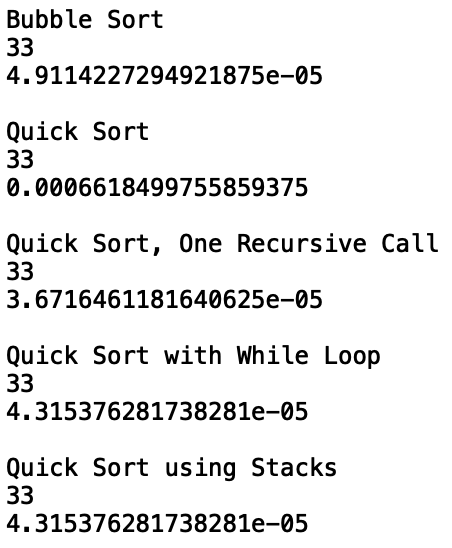 Bubble Sort
33
4.9114227294921875e-05
Quick Sort
33
0.0006618499755859375
Quick Sort, One Recursive Call
33
3.6716461181640625e-05
Quick Sort with While Loop
33
4.315376281738281e-05
Quick Sort using Stacks
33
4.315376281738281e-05